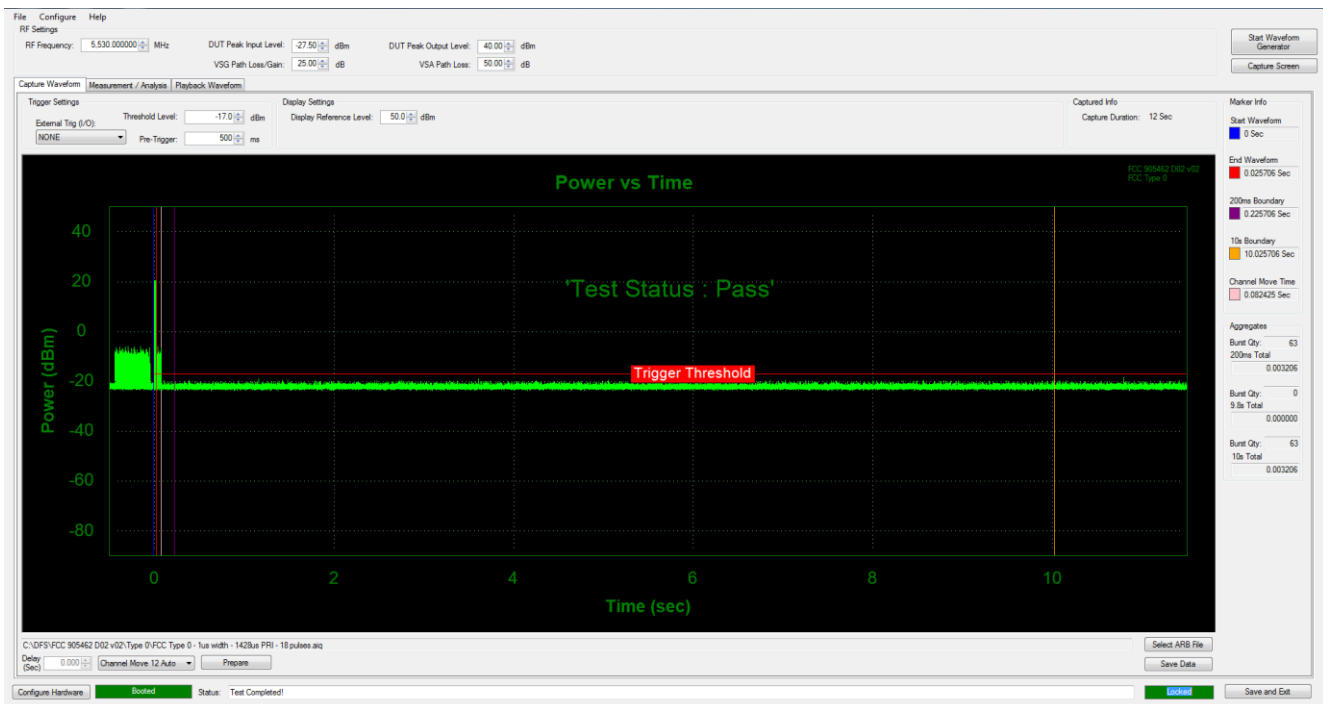 File Configure Help
RF Settings
RF Frequency: 5,530.000000 MHz DUT Peak Input Level: -27.50 dBm DUT Peak Output Level: 40.00 dBm
VSG Path Loss/Gain: 25.00 dB VSA Path Loss: 50.00 dB
Start Waveform
Generator
Capture Screen
Capture Waveform Measurement / Analysis Playback Waveform
Trigger Settings
External Trig (I/O):
NONE
Threshold Level: -17.0 dBm
Pre-Trigger: 500 ms
Display Settings
Display Reference Level: 50.0 dBm
Captured Info
Capture Duration: 12 Sec
Power vs Time
FCC 905462 D02 v02
FCC Type 0
'Test Status : Pass'
Trigger Threshold
Power (dBm)
40
20
0
-20
-40
-60
-80
0 2 4 6 8 10
Time (sec)
Marker Info
Start Waveform
0 Sec
End Waveform
0.025706 Sec
200ms Boundary
0.225706 Sec
10s Boundary
10.025706 Sec
Channel Move Time
0.082425 Sec
Aggregates
Burst Qty: 63
200ms Total
0.003206
Burst Qty: 0
9.8s Total
0.000000
Burst Qty: 63
10s Total
0.003206
C:\DFS\FCC 905462 D02 v02\Type 0\FCC Type 0 - 1us width - 1428us PRI - 18 pulses.aiq
Select ARB File
Delay
(Sec) 0.000 Channel Move 12 Auto Prepare
Save Data
Configure Hardware Booted Status: Test Completed! Locked Save and Exit